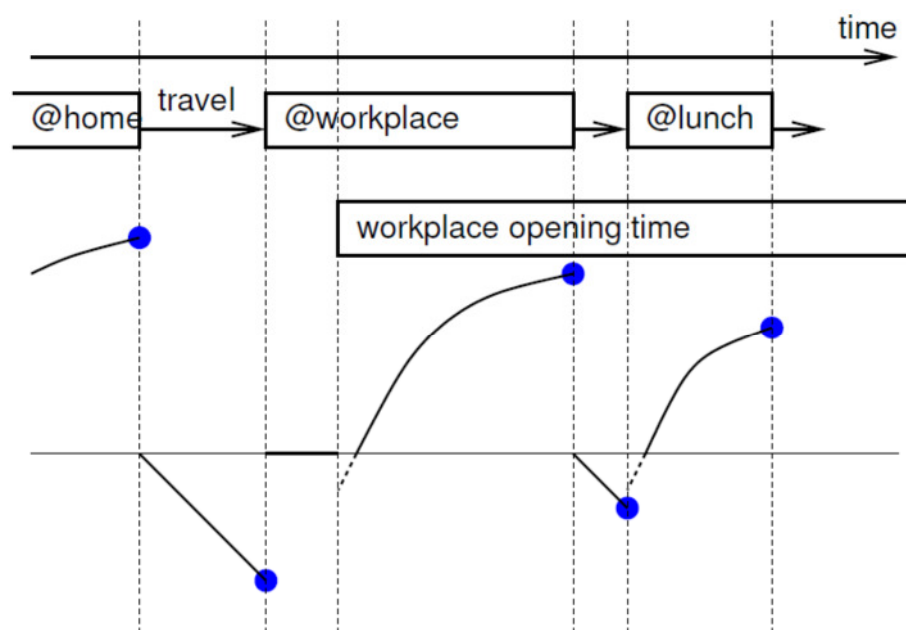 time
@home
travel
@workplace
@lunch
workplace opening time